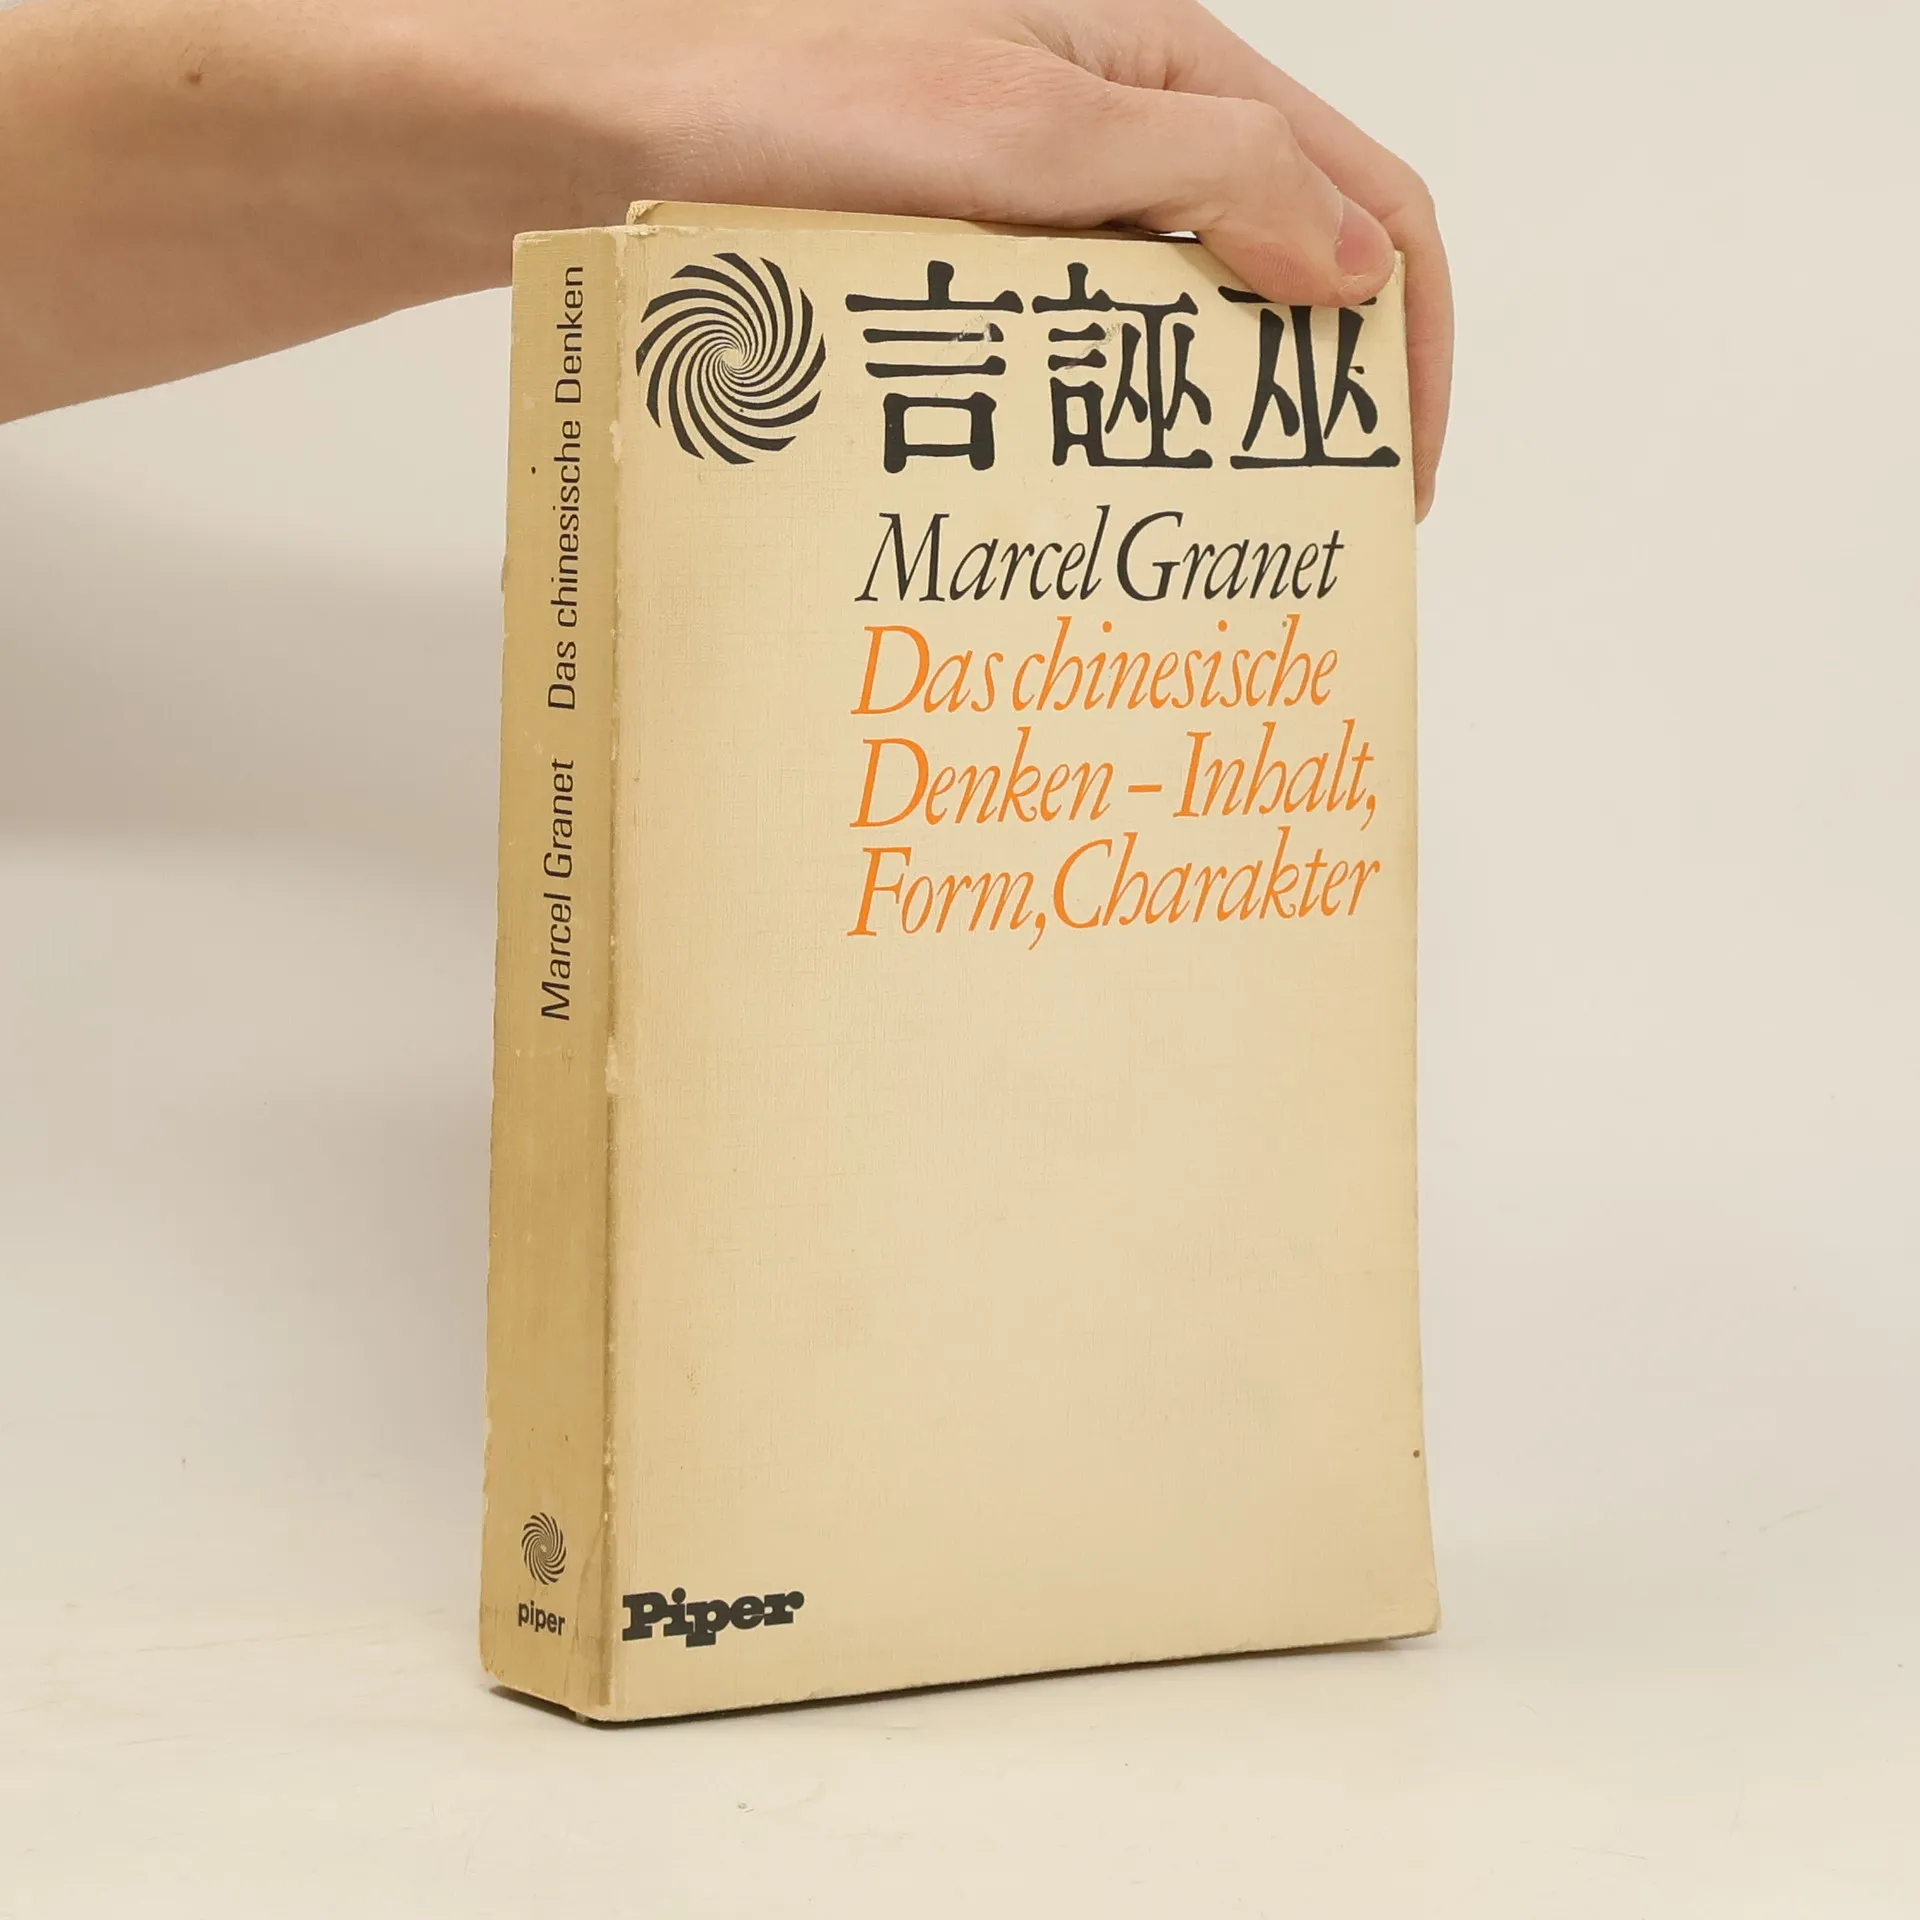 言 誣 巫
Marcel Granet
Das chinesische
Denken – Inhalt,
Form, Charakter
Piper
Marcel Granet Das chinesische Denken
piper